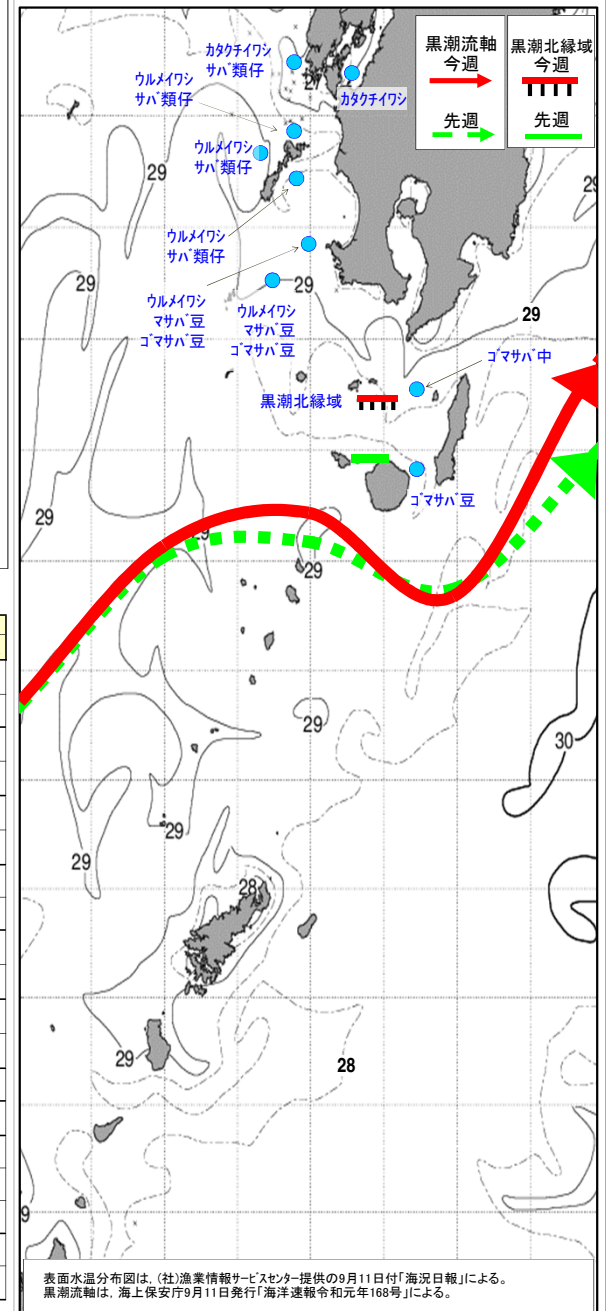 黒潮流軸
今週
先週
黒潮北縁域
今週
先週
カタクチイワシ
サバ類仔
27
カタクチイワシ
ウルメイワシ
サバ類仔
ウルメイワシ
サバ類仔
29
29
ウルメイワシ
サバ類仔
29
29
29
ウルメイワシ
マサバ豆
ゴマサバ豆
ウルメイワシ
マサバ豆
ゴマサバ豆
ゴマサバ中
黒潮北縁域
ゴマサバ豆
29
29
29
29
30
29
29
28
29
28
9
表面水温分布図は、(社)漁業情報サービスセンター提供の9月11日付「海況日報」による。
黒潮流軸は、海上保安庁9月11日発行「海洋速報令和元年168号」による。